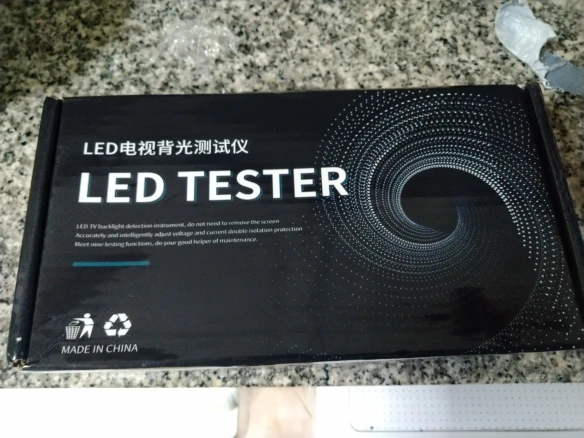 LED电视背光测试仪
LED TESTER
LED TV backlight detection instrument, do not need to remove the screen
Accurately and intelligently adjust voltage and current double isolation protection
Meet nine testing functions, do your good helper of maintenance.
MADE IN CHINA